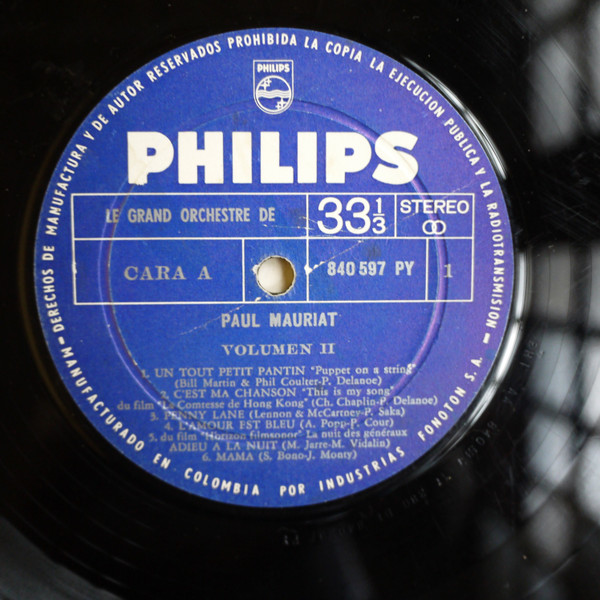 DERECHOS DE MANUFACTURA Y DE AUTOR RESERVADOS PROHIBIDA LA COPIA LA EJECUCION PUBLICA Y LA RADIOTRANSMISION
PHILIPS
PHILIPS
LE GRAND ORCHESTRE DE
33 1/3
STEREO
CARA A
840 597 PY
1
PAUL MAURIAT
VOLUMEN II
1. UN TOUT PETIT PANTIN "Puppet on a string"
(Bill Martin & Phil Coulter-P. Delanoe)
2. C'EST MA CHANSON "This is my song"
du film "La Comtesse de Hong Kong" (Ch. Chaplin-P. Delanoe)
3. PENNY LANE (Lennon & McCartney-P. Saka)
4. L'AMOUR EST BLEU (A. Popp-P. Cour)
5. du film "Horizon filmsonor" La nuit des généraux
ADIEU A LA NUIT (M. Jarre-M. Vidalin)
6. MAMA (S. Bono-J. Monty)
MANUFACTURADO EN COLOMBIA POR INDUSTRIAS FONOTON S.A.